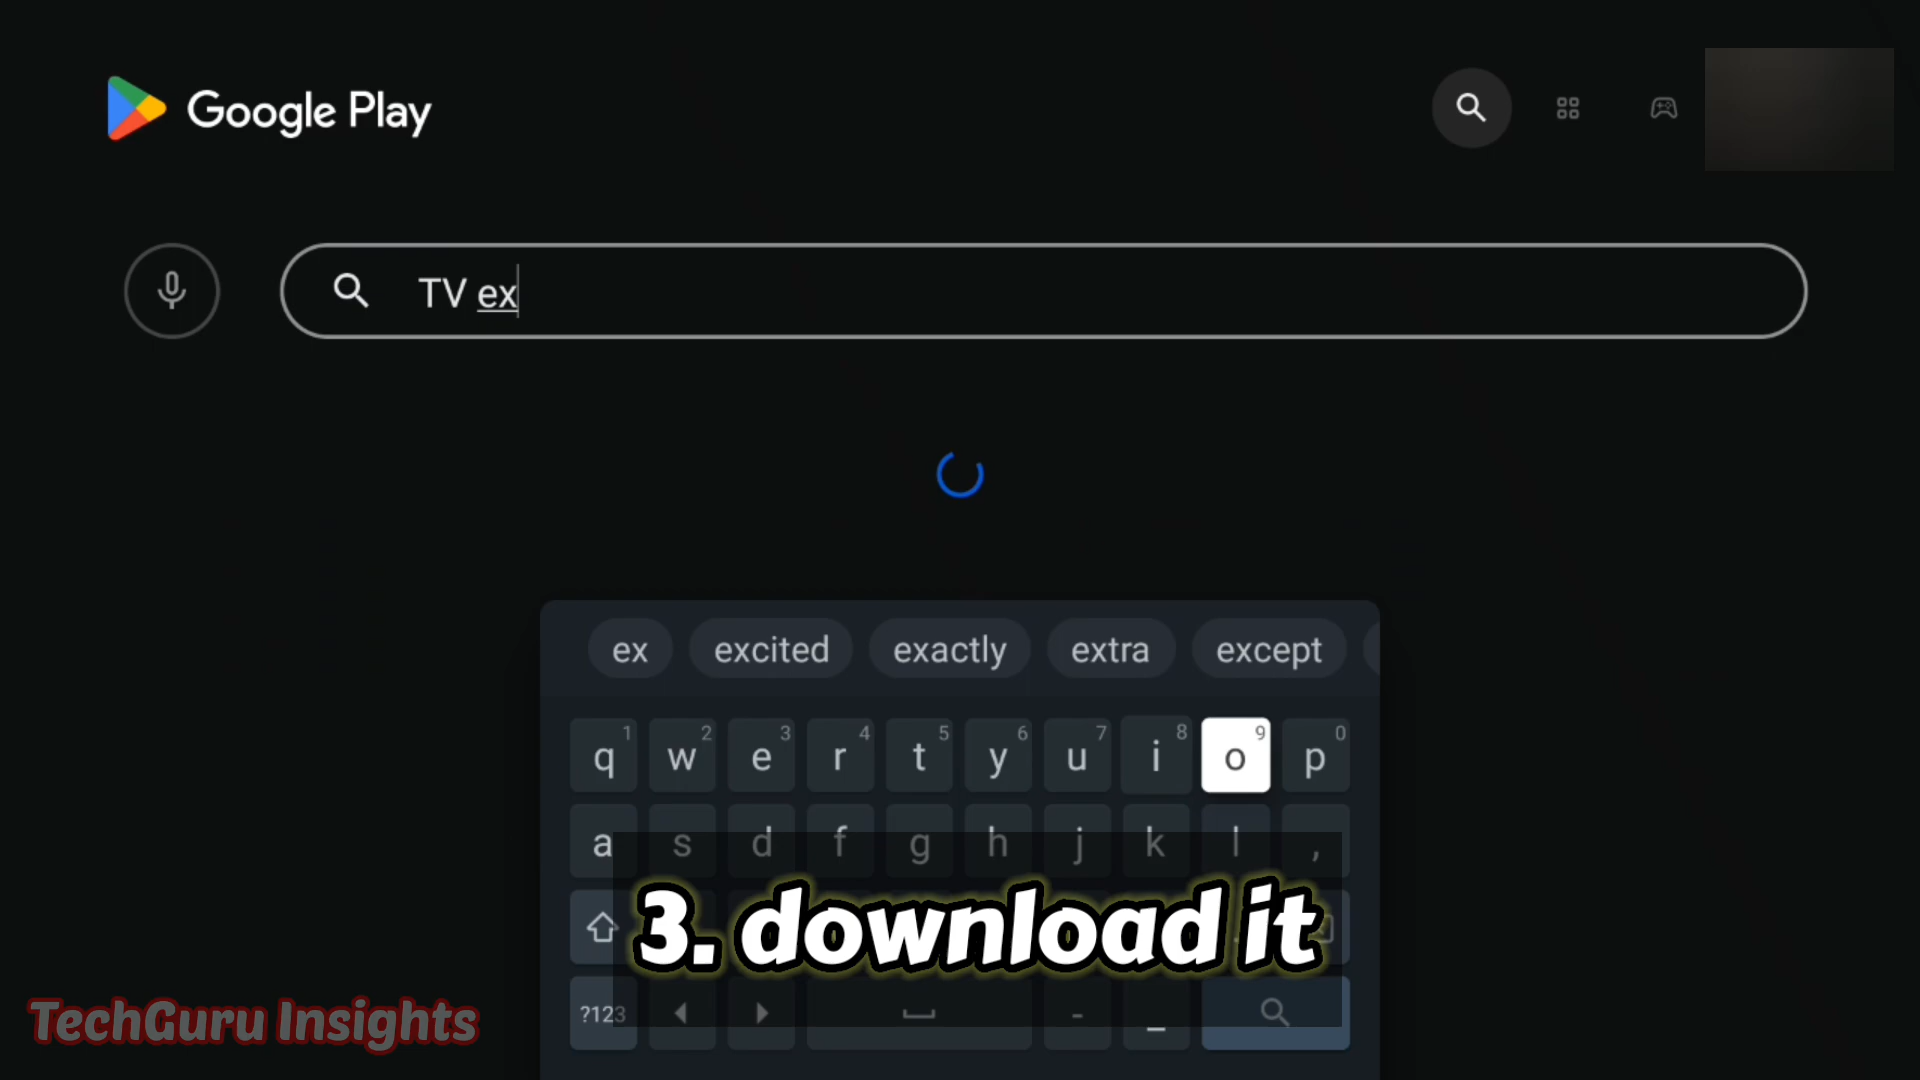 Google Play
TV ex
ex excited exactly extra except
q 1 w 2 e 3 r 4 t 5 y 6 u 7 i 8 o 9 p 0
a s d f g h j k l ,
3. download it
?123 - _
TechGuru Insights